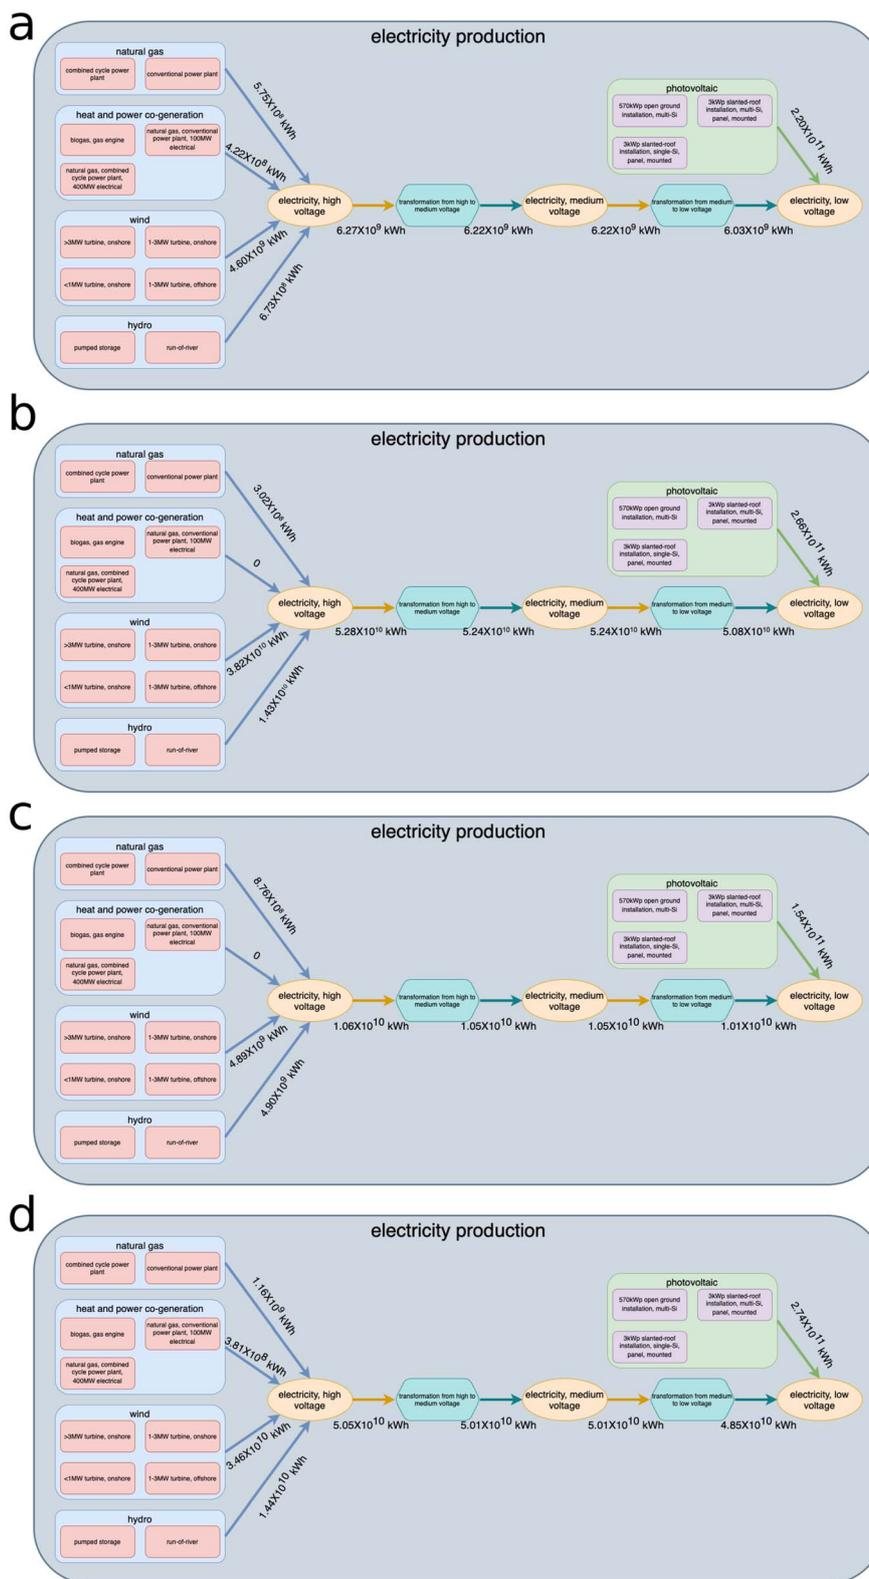 a
electricity production
natural gas
combined cycle power
plant
conventional power plant
5.75X10⁸ kWh
heat and power co-generation
biogas, gas engine
natural gas, conventional
power plant, 100MW
electrical
natural gas, combined
cycle power plant,
400MW electrical
4.22X10⁸ kWh
wind
>3MW turbine, onshore
1-3MW turbine, onshore
<1MW turbine, onshore
1-3MW turbine, offshore
4.60X10⁹ kWh
hydro
pumped storage
run-of-river
6.73X10⁸ kWh
electricity, high
voltage
6.27X10⁹ kWh
transformation from high to
medium voltage
6.22X10⁹ kWh
electricity, medium
voltage
6.22X10⁹ kWh
transformation from medium
to low voltage
6.03X10⁹ kWh
photovoltaic
570kWp open ground
installation, multi-Si
3kWp slanted-roof
installation, multi-Si,
panel, mounted
3kWp slanted-roof
installation, single-Si,
panel, mounted
2.20X10¹¹ kWh
electricity, low
voltage
b
electricity production
natural gas
combined cycle power
plant
conventional power plant
3.02X10⁸ kWh
heat and power co-generation
biogas, gas engine
natural gas, conventional
power plant, 100MW
electrical
natural gas, combined
cycle power plant,
400MW electrical
0
wind
>3MW turbine, onshore
1-3MW turbine, onshore
<1MW turbine, onshore
1-3MW turbine, offshore
3.82X10¹⁰ kWh
hydro
pumped storage
run-of-river
1.43X10¹⁰ kWh
electricity, high
voltage
5.28X10¹⁰ kWh
transformation from high to
medium voltage
5.24X10¹⁰ kWh
electricity, medium
voltage
5.24X10¹⁰ kWh
transformation from medium
to low voltage
5.08X10¹⁰ kWh
photovoltaic
570kWp open ground
installation, multi-Si
3kWp slanted-roof
installation, multi-Si,
panel, mounted
3kWp slanted-roof
installation, single-Si,
panel, mounted
2.66X10¹¹ kWh
electricity, low
voltage
c
electricity production
natural gas
combined cycle power
plant
conventional power plant
8.76X10⁸ kWh
heat and power co-generation
biogas, gas engine
natural gas, conventional
power plant, 100MW
electrical
natural gas, combined
cycle power plant,
400MW electrical
0
wind
>3MW turbine, onshore
1-3MW turbine, onshore
<1MW turbine, onshore
1-3MW turbine, offshore
4.89X10⁹ kWh
hydro
pumped storage
run-of-river
4.90X10⁹ kWh
electricity, high
voltage
1.06X10¹⁰ kWh
transformation from high to
medium voltage
1.05X10¹⁰ kWh
electricity, medium
voltage
1.05X10¹⁰ kWh
transformation from medium
to low voltage
1.01X10¹⁰ kWh
photovoltaic
570kWp open ground
installation, multi-Si
3kWp slanted-roof
installation, multi-Si,
panel, mounted
3kWp slanted-roof
installation, single-Si,
panel, mounted
1.54X10¹¹ kWh
electricity, low
voltage
d
electricity production
natural gas
combined cycle power
plant
conventional power plant
1.16X10⁹ kWh
heat and power co-generation
biogas, gas engine
natural gas, conventional
power plant, 100MW
electrical
natural gas, combined
cycle power plant,
400MW electrical
3.81X10⁸ kWh
wind
>3MW turbine, onshore
1-3MW turbine, onshore
<1MW turbine, onshore
1-3MW turbine, offshore
3.46X10¹⁰ kWh
hydro
pumped storage
run-of-river
1.44X10¹⁰ kWh
electricity, high
voltage
5.05X10¹⁰ kWh
transformation from high to
medium voltage
5.01X10¹⁰ kWh
electricity, medium
voltage
5.01X10¹⁰ kWh
transformation from medium
to low voltage
4.85X10¹⁰ kWh
photovoltaic
570kWp open ground
installation, multi-Si
3kWp slanted-roof
installation, multi-Si,
panel, mounted
3kWp slanted-roof
installation, single-Si,
panel, mounted
2.74X10¹¹ kWh
electricity, low
voltage